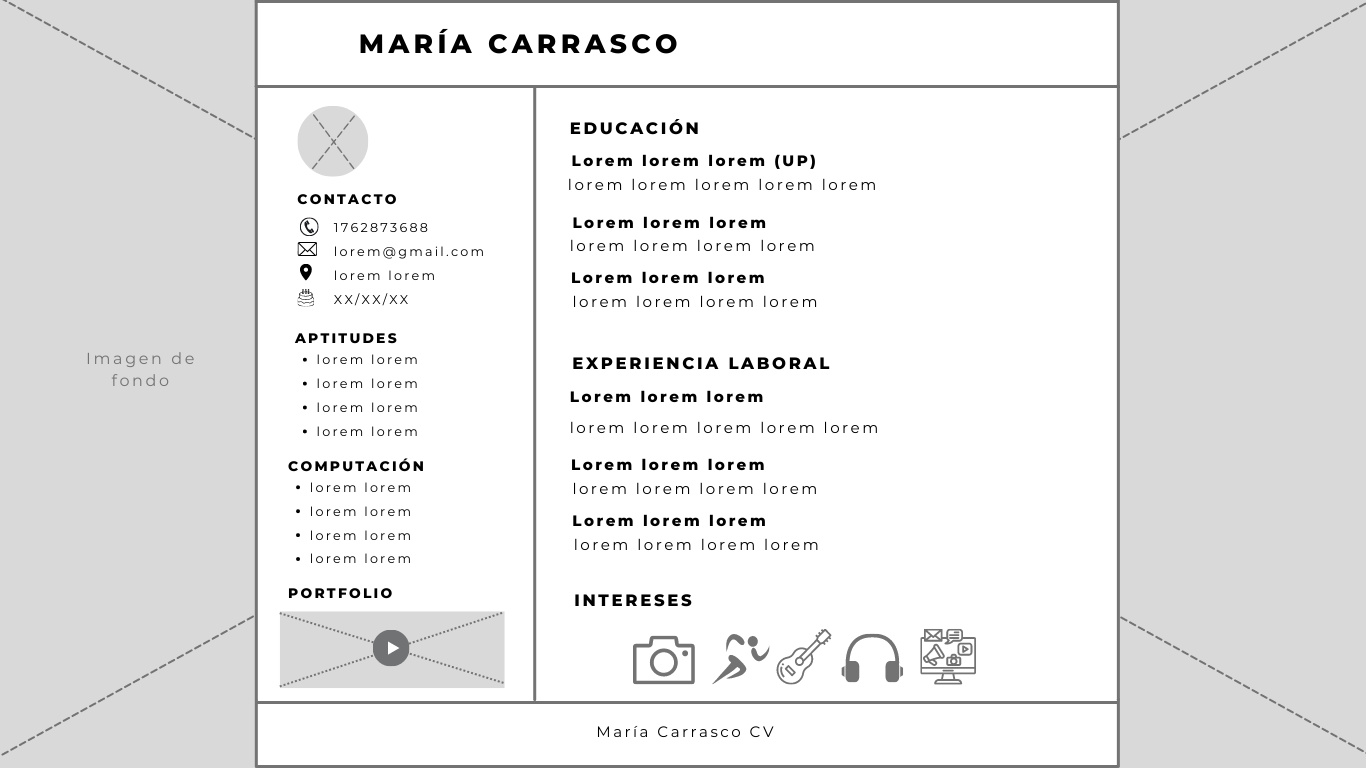 MARÍA CARRASCO
Imagen de
fondo
CONTACTO
1762873688
lorem@gmail.com
lorem lorem
XX/XX/XX
APTITUDES
• lorem lorem
• lorem lorem
• lorem lorem
• lorem lorem
COMPUTACIÓN
• lorem lorem
• lorem lorem
• lorem lorem
• lorem lorem
PORTFOLIO
EDUCACIÓN
Lorem lorem lorem (UP)
lorem lorem lorem lorem lorem
Lorem lorem lorem
lorem lorem lorem lorem
Lorem lorem lorem
lorem lorem lorem lorem
EXPERIENCIA LABORAL
Lorem lorem lorem
lorem lorem lorem lorem lorem
Lorem lorem lorem
lorem lorem lorem lorem
Lorem lorem lorem
lorem lorem lorem lorem
INTERESES
María Carrasco CV